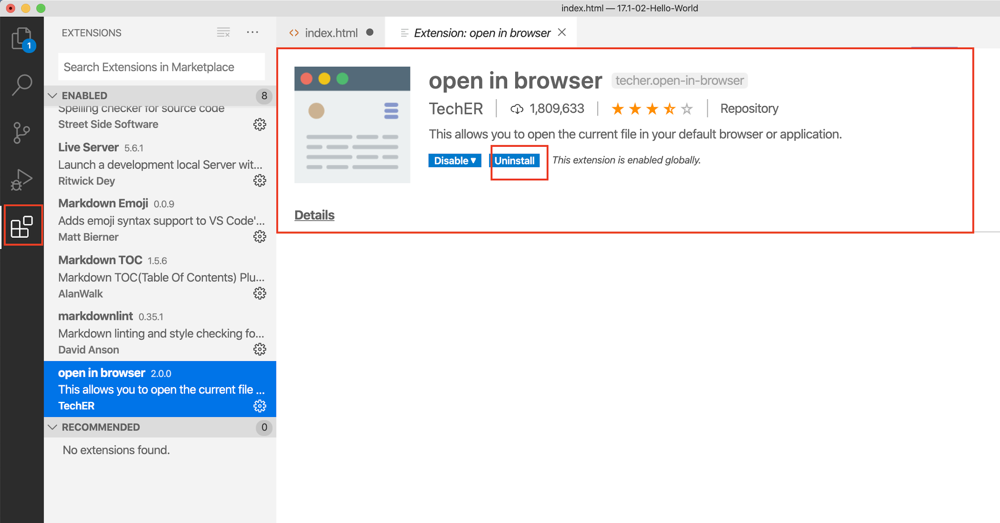 index.html — 17.1-02-Hello-World
1
EXTENSIONS
Search Extensions in Marketplace
ENABLED 8
Spelling checker for source code
Street Side Software
Live Server 5.6.1
Launch a development local Server wit...
Ritwick Dey
Markdown Emoji 0.0.9
Adds emoji syntax support to VS Code'...
Matt Bierner
Markdown TOC 1.5.6
Markdown TOC(Table Of Contents) Plu...
AlanWalk
markdownlint 0.35.1
Markdown linting and style checking fo...
David Anson
open in browser 2.0.0
This allows you to open the current file ...
TechER
RECOMMENDED 0
No extensions found.
index.html
Extension: open in browser
open in browser techer.open-in-browser
TechER 1,809,633 Repository
This allows you to open the current file in your default browser or application.
Disable Uninstall This extension is enabled globally.
Details